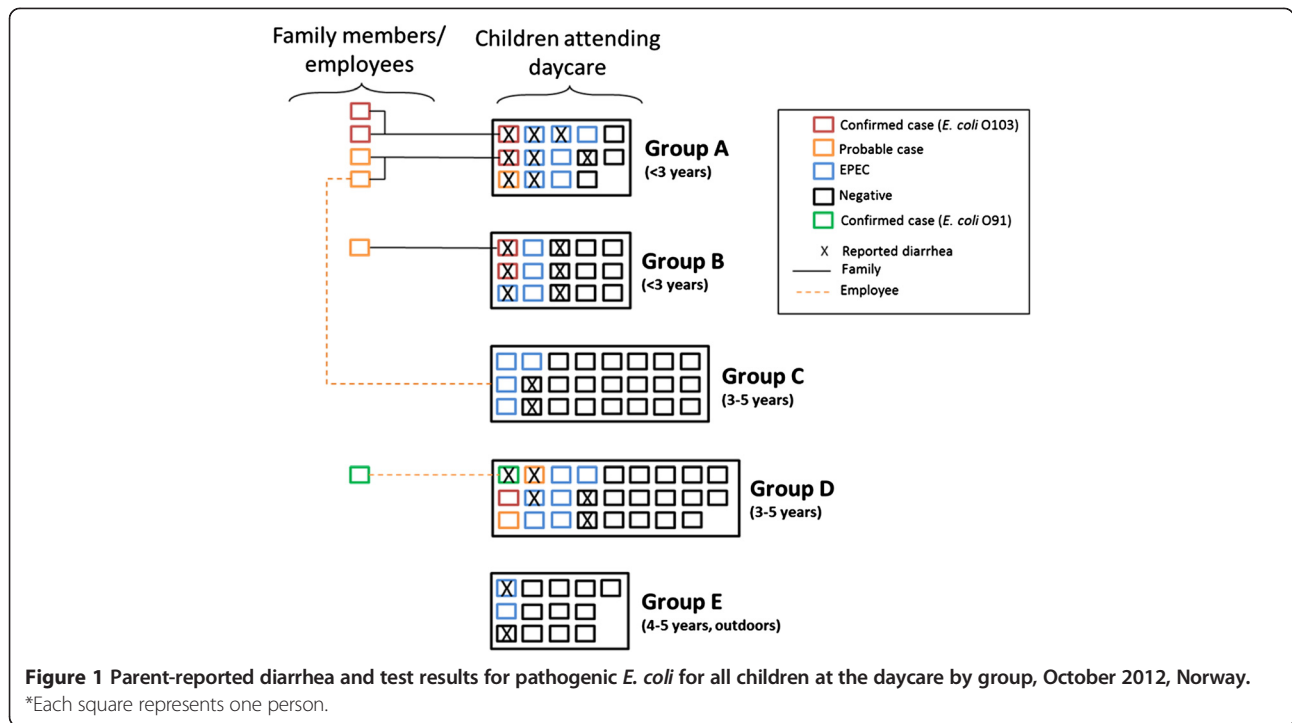 Family members/
employees
Children attending
daycare
Group A
(<3 years)
Group B
(<3 years)
Group C
(3-5 years)
Group D
(3-5 years)
Group E
(4-5 years, outdoors)
Confirmed case (E. coli O103)
Probable case
EPEC
Negative
Confirmed case (E. coli O91)
X Reported diarrhea
Family
Employee
Figure 1 Parent-reported diarrhea and test results for pathogenic E. coli for all children at the daycare by group, October 2012, Norway.
*Each square represents one person.